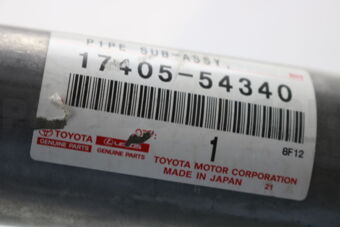 PIPE SUB-ASSY,
17405-54340
TOYOTA
GENUINE PARTS
LEXUS
GENUINE PARTS
1
8F12
TOYOTA MOTOR CORPORATION
MADE IN JAPAN 21